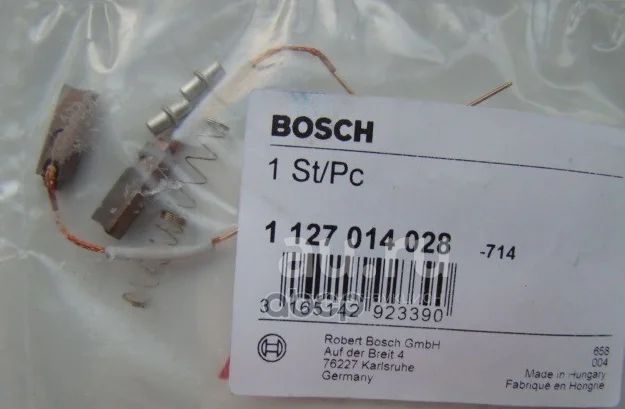 BOSCH
1 St/Pc
1 127 014 028 -714
3 165142 923390
Robert Bosch GmbH
Auf der Breit 4
76227 Karlsruhe
Germany
658
004
Made in Hungary
Fabriqué en Hongrie